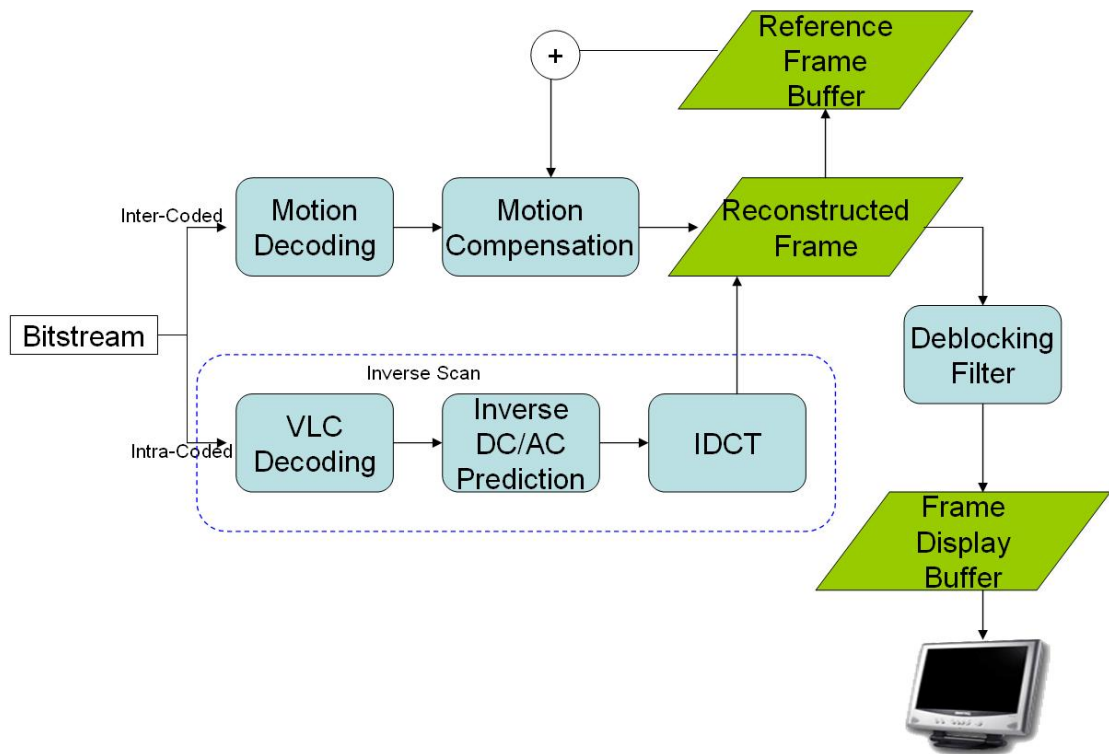 Reference
Frame
Buffer
+
Inter-Coded
Motion
Decoding
Motion
Compensation
Reconstructed
Frame
Bitstream
Deblocking
Filter
Inverse Scan
Intra-Coded
VLC
Decoding
Inverse
DC/AC
Prediction
IDCT
Frame
Display
Buffer